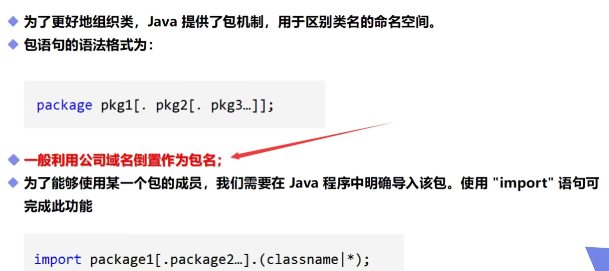 为了更好地组织类，Java 提供了包机制，用于区别类名的命名空间。
包语句的语法格式为：
package pkg1[. pkg2[. pkg3…]];
一般利用公司域名倒置作为包名；
为了能够使用某一个包的成员，我们需要在 Java 程序中明确导入该包。使用 "import" 语句可
完成此功能
import package1[.package2…].(classname|*);